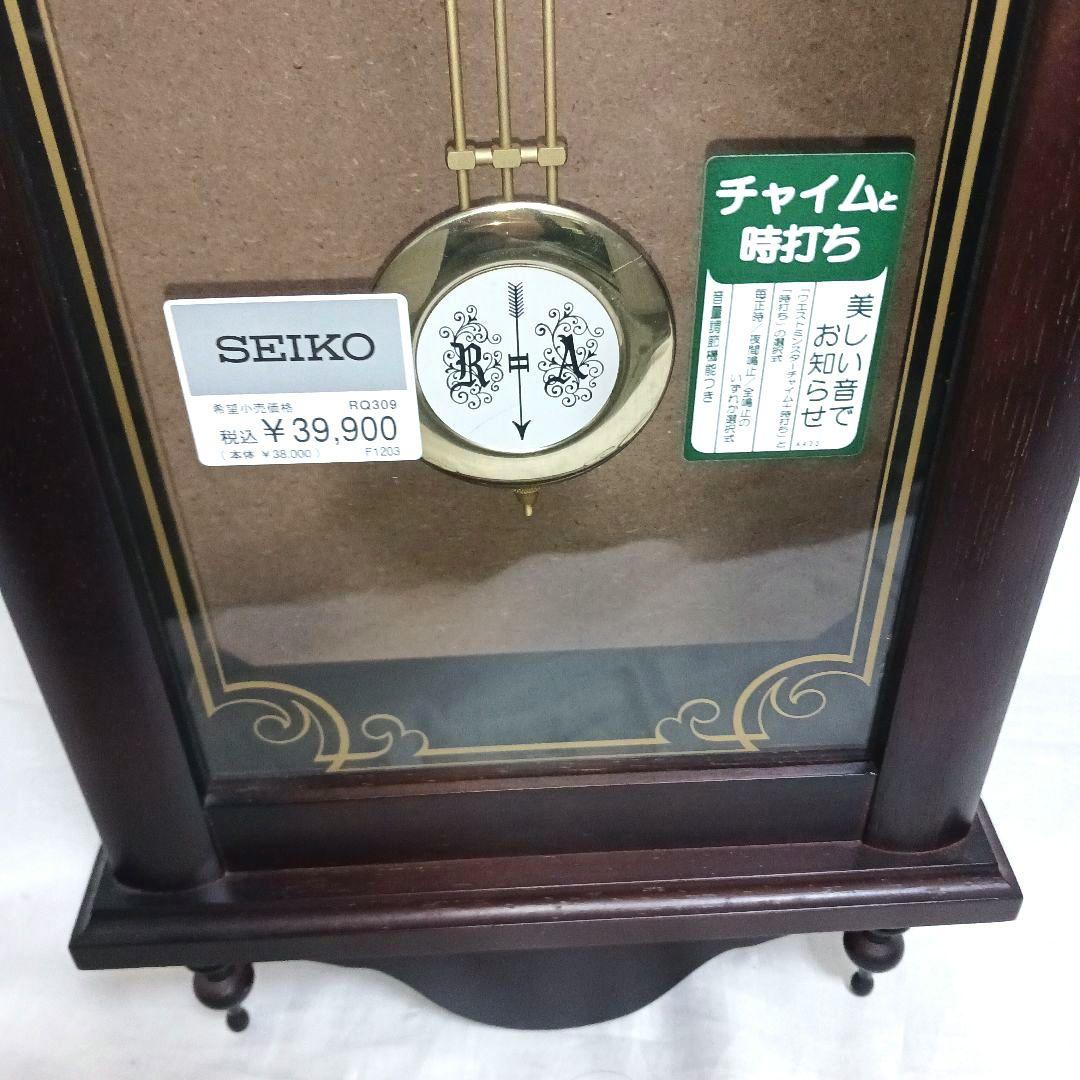 SEIKO
希望小売価格 RQ309
税込 ¥39,900
(本体 ¥38,000) F1203
R A
チャイムと
時打ち
美しい音で
お知らせ
「ウエストミンスターチャイム+時打ち」と
「時打ち」の選択式
毎正時/夜間鳴止/全鳴止の
いずれか選択式
音量調節機能つき